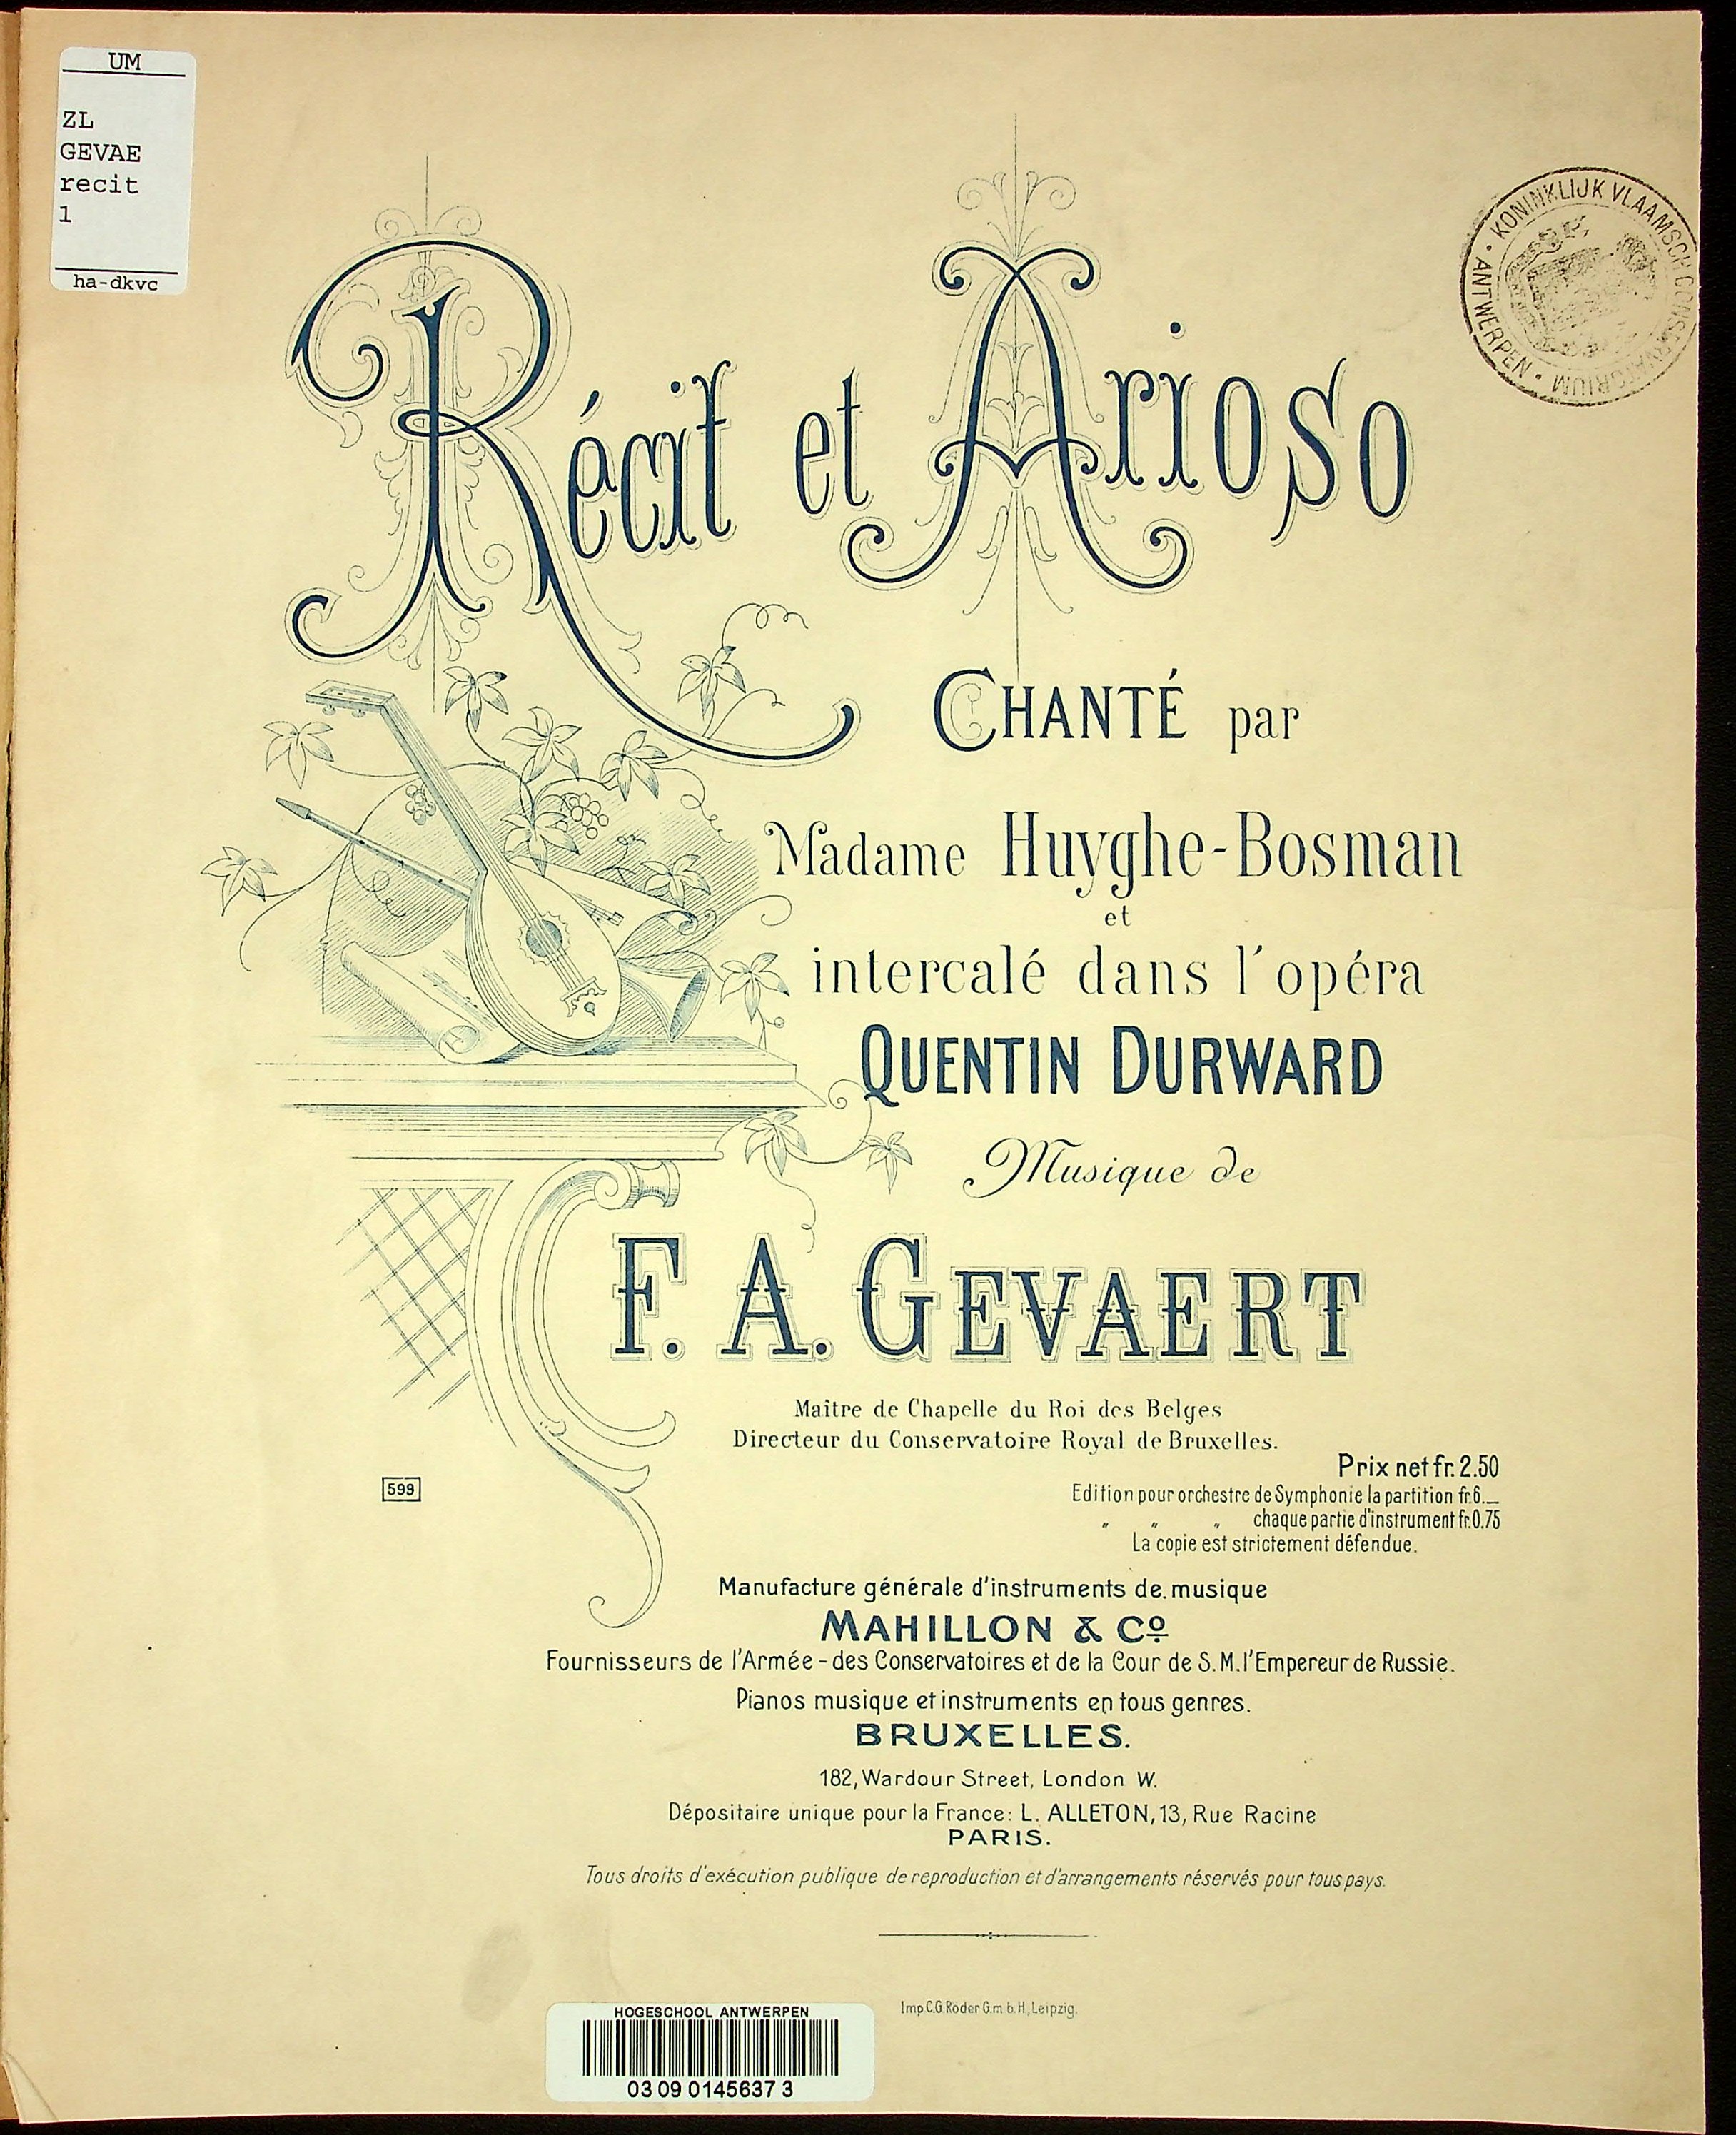 UM
ZL
GEVAE
recit
1
ha-dkvc
KONINKLIJK VLAAMSCH CONSERVATORIUM • ANTWERPEN •
Récit et Arioso
CHANTÉ par
Madame Huyghe-Bosman
et
intercalé dans l'opéra
QUENTIN DURWARD
Musique de
F. A. GEVAERT
Maître de Chapelle du Roi des Belges
Directeur du Conservatoire Royal de Bruxelles.
Prix net fr. 2.50
599
Edition pour orchestre de Symphonie la partition fr. 6.—
„ „ „ chaque partie d'instrument fr. 0.75
La copie est strictement défendue.
Manufacture générale d'instruments de musique
MAHILLON & Co.
Fournisseurs de l'Armée - des Conservatoires et de la Cour de S. M. l'Empereur de Russie.
Pianos musique et instruments en tous genres.
BRUXELLES.
182, Wardour Street, London W.
Dépositaire unique pour la France: L. ALLETON, 13, Rue Racine
PARIS.
Tous droits d'exécution publique de reproduction et d'arrangements réservés pour tous pays.
Imp. C.G. Röder G.m.b.H., Leipzig.
HOGESCHOOL ANTWERPEN
03 09 0145637 3